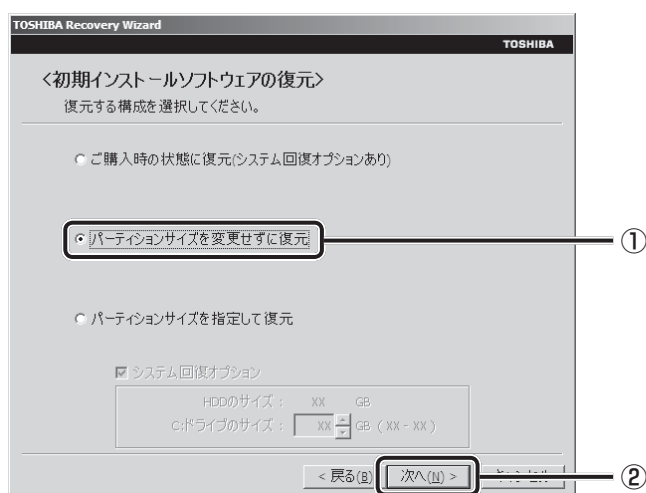 TOSHIBA Recovery Wizard
TOSHIBA
<初期インストールソフトウェアの復元>
復元する構成を選択してください。
ご購入時の状態に復元(システム回復オプションあり)
パーティションサイズを変更せずに復元
①
パーティションサイズを指定して復元
システム回復オプション
HDDのサイズ： XX GB
C:ドライブのサイズ： XX GB ( XX - XX )
< 戻る(B) 次へ(N) >
②